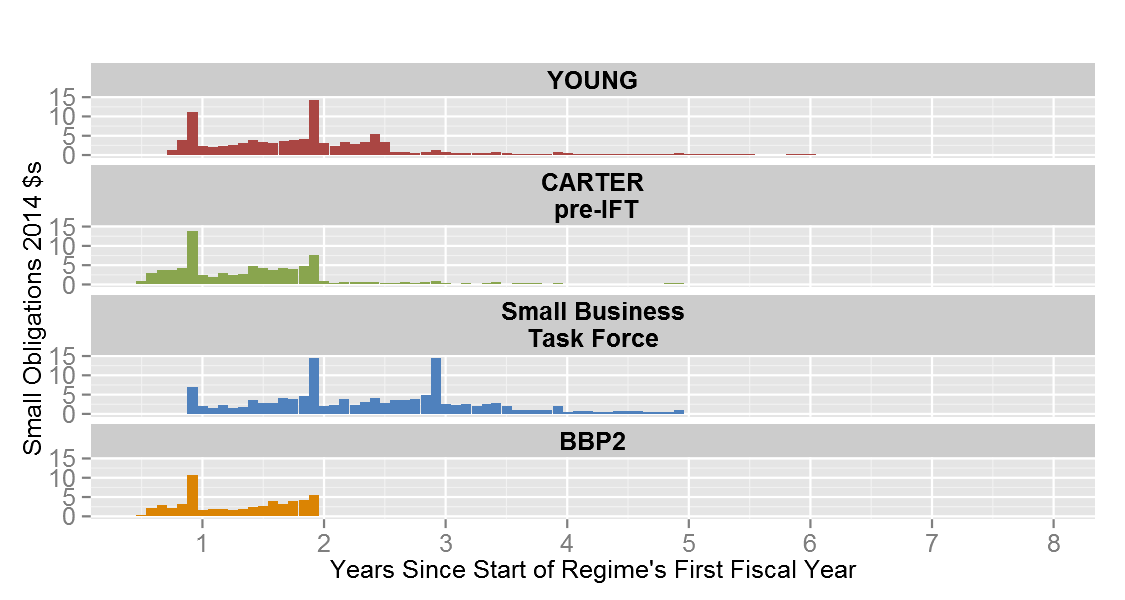 YOUNG
15
10
5
0
CARTER
pre-IFT
15
10
5
0
Small Business
Task Force
15
10
5
0
BBP2
15
10
5
0
Small Obligations 2014 $s
1 2 3 4 5 6 7 8
Years Since Start of Regime's First Fiscal Year